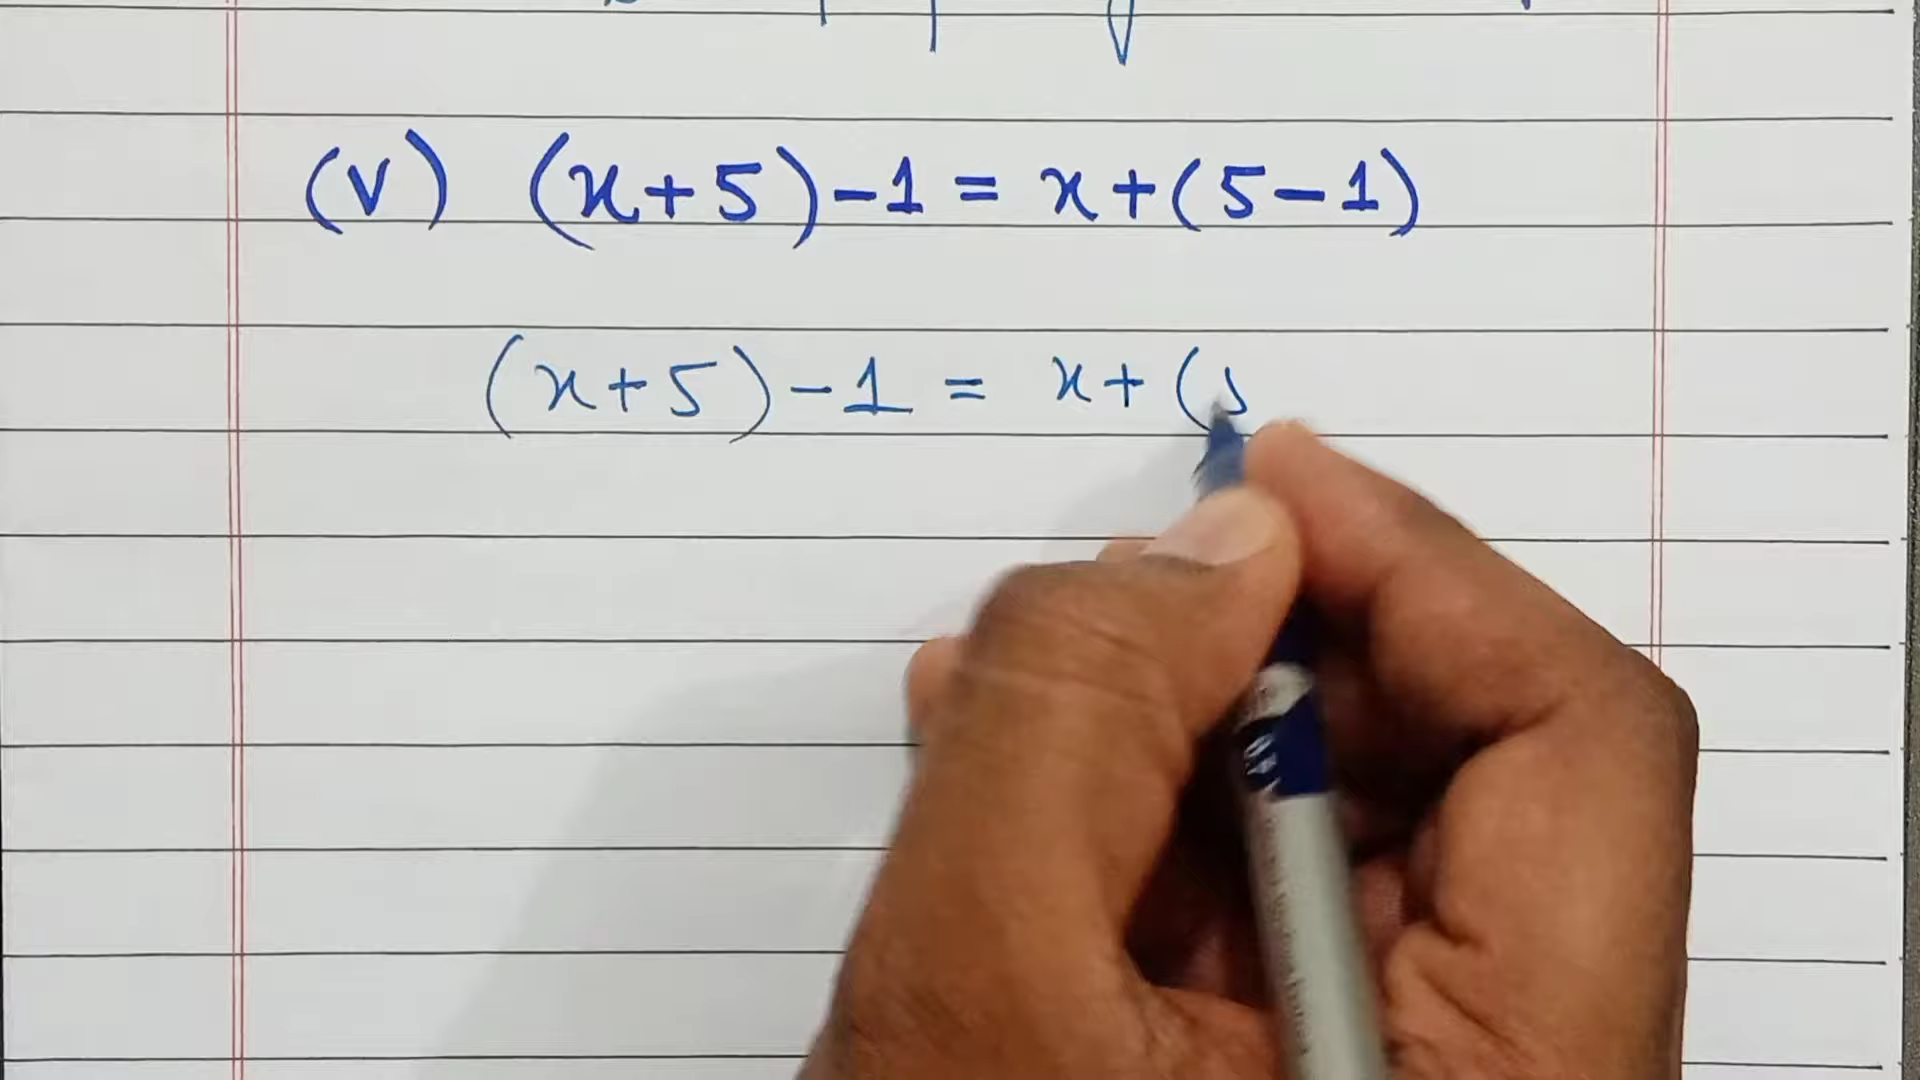 (v) (x+5)-1 = x+(5-1)
(x+5)-1 = x+(